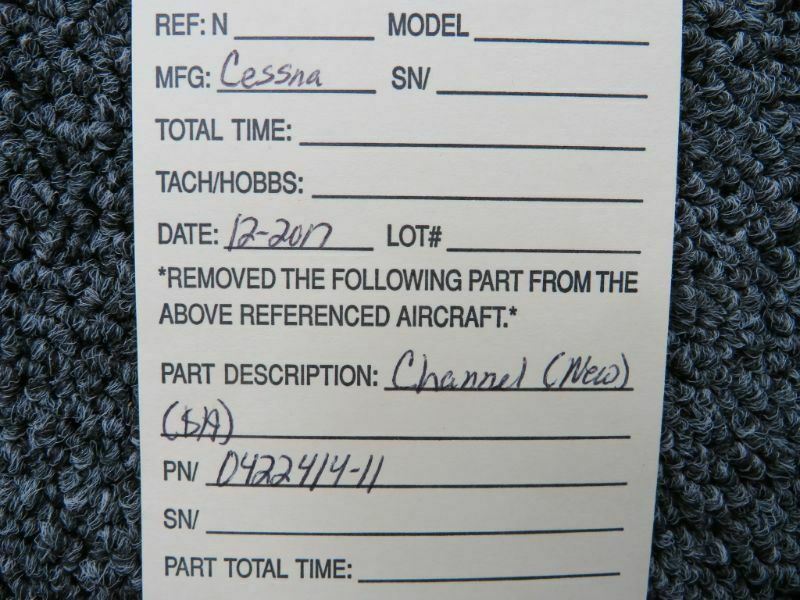 REF: N MODEL
MFG: Cessna SN/
TOTAL TIME:
TACH/HOBBS:
DATE: 12-2017 LOT#
*REMOVED THE FOLLOWING PART FROM THE
ABOVE REFERENCED AIRCRAFT.*
PART DESCRIPTION: Channel (New)
(SA)
PN/ 0422414-11
SN/
PART TOTAL TIME: